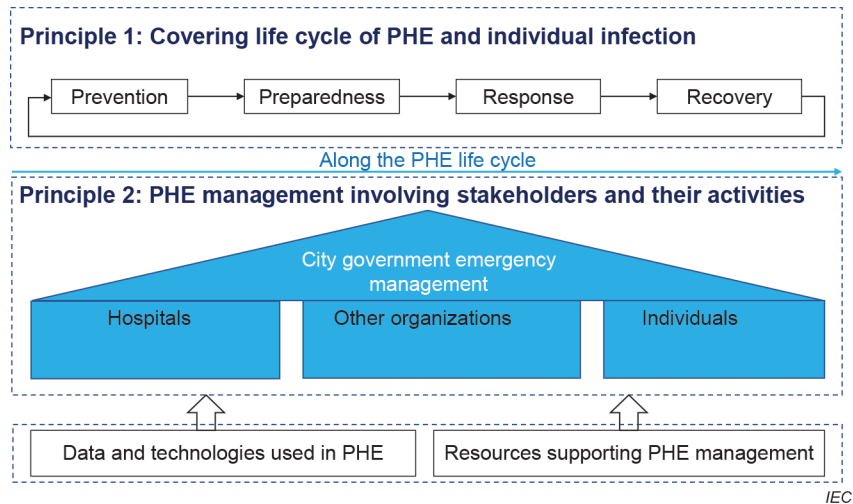 Principle 1: Covering life cycle of PHE and individual infection
Prevention
Preparedness
Response
Recovery
Along the PHE life cycle
Principle 2: PHE management involving stakeholders and their activities
City government emergency
management
Hospitals
Other organizations
Individuals
Data and technologies used in PHE
Resources supporting PHE management
IEC